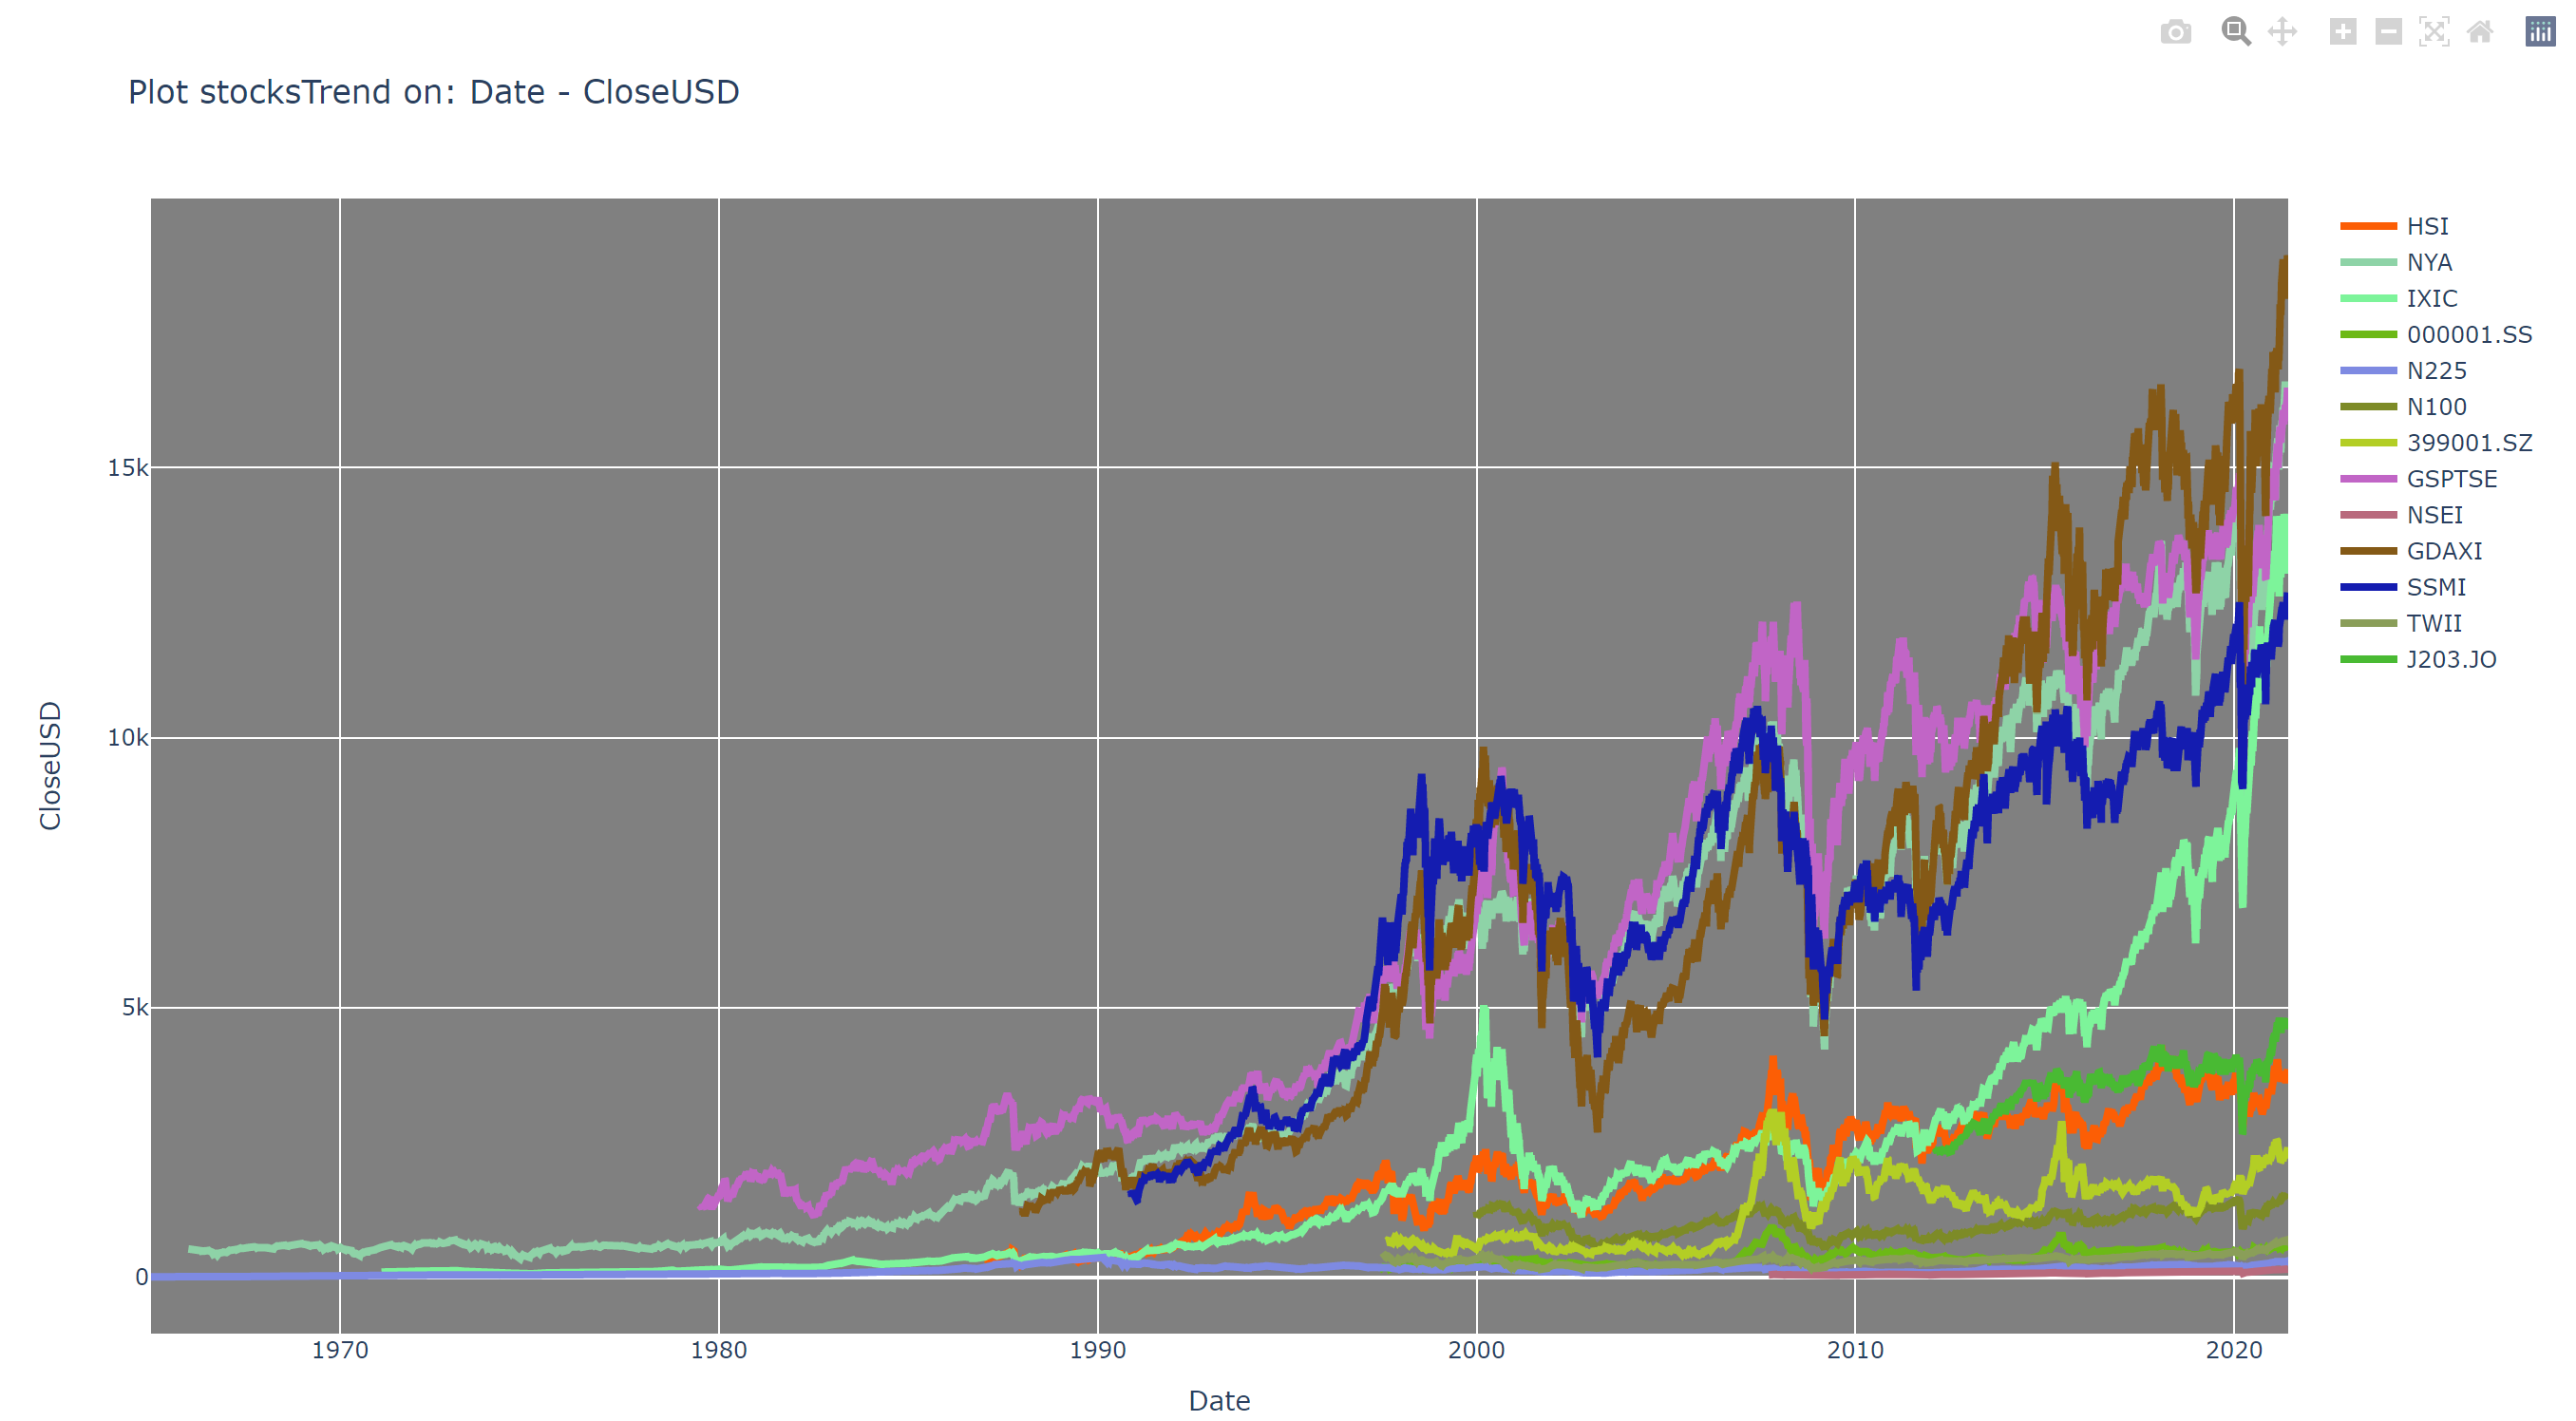 Plot stocksTrend on: Date - CloseUSD
HSI
NYA
IXIC
000001.SS
N225
N100
399001.SZ
GSPTSE
NSEI
GDAXI
SSMI
TWII
J203.JO
15k
10k
5k
0
CloseUSD
1970 1980 1990 2000 2010 2020
Date